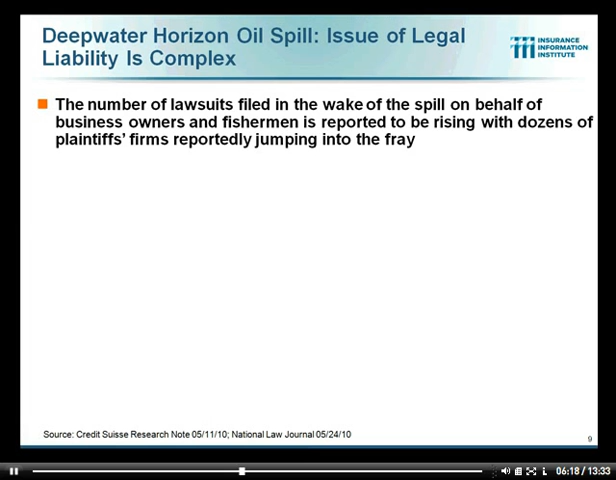 Deepwater Horizon Oil Spill: Issue of Legal
Liability Is Complex
INSURANCE
INFORMATION
INSTITUTE
The number of lawsuits filed in the wake of the spill on behalf of
business owners and fishermen is reported to be rising with dozens of
plaintiffs' firms reportedly jumping into the fray
Source: Credit Suisse Research Note 05/11/10; National Law Journal 05/24/10
9
06:18 / 13:33